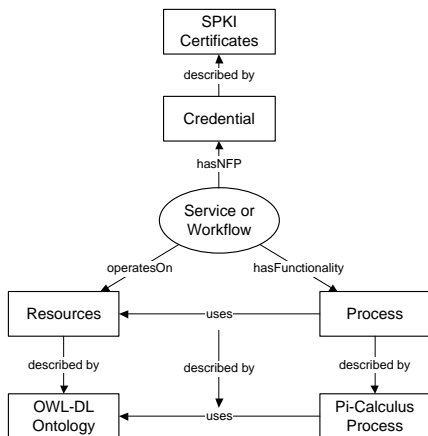 SPKI
Certificates
described by
Credential
hasNFP
Service or
Workflow
operatesOn
hasFunctionality
Resources
uses
Process
described by
described by
described by
OWL-DL
Ontology
uses
Pi-Calculus
Process